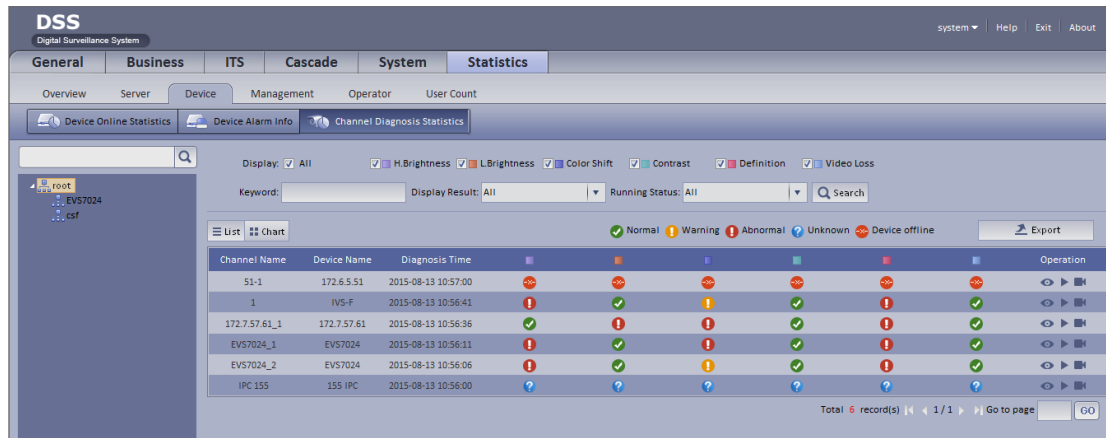 DSS
Digital Surveillance System
system Help Exit About
General Business ITS Cascade System Statistics
Overview Server Device Management Operator User Count
Device Online Statistics Device Alarm Info Channel Diagnosis Statistics
Display: All H.Brightness L.Brightness Color Shift Contrast Definition Video Loss
root
Keyword: Display Result: All Running Status: All Search
EVS7024
csf
List Chart Normal Warning Abnormal Unknown Device offline Export
Channel Name Device Name Diagnosis Time Operation
51-1 172.6.5.51 2015-08-13 10:57:00
1 IVS-F 2015-08-13 10:56:41
172.7.57.61_1 172.7.57.61 2015-08-13 10:56:36
EVS7024_1 EVS7024 2015-08-13 10:56:11
EVS7024_2 EVS7024 2015-08-13 10:56:06
IPC 155 155 IPC 2015-08-13 10:56:00
Total 6 record(s) 1/1 Go to page GO